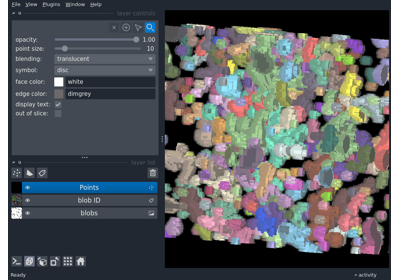 File View Plugins Window Help
layer controls
opacity: 1.00
point size: 10
blending: translucent
symbol: disc
face color: white
edge color: dimgrey
display text:
out of slice:
layer list
Points
blob ID
blobs
Ready
activity